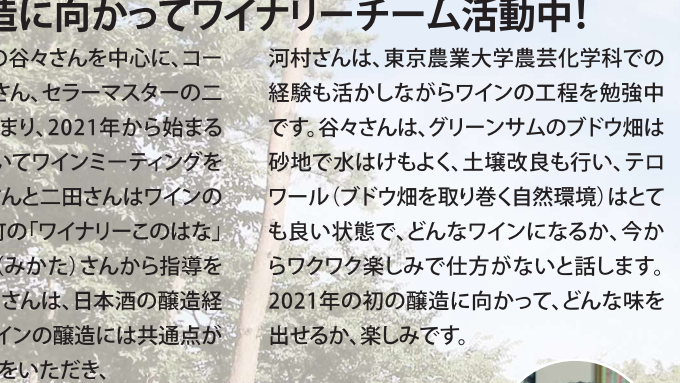 造に向かってワイナリーチーム活動中!
の谷々さんを中心に、コー
さん、セラーマスターの二
まり、2021年から始まる
いてワインミーティングを
さんと二田さんはワインの
町の「ワイナリーこのはな」
(みかた)さんから指導を
さんは、日本酒の醸造経
インの醸造には共通点が
をいただき、
河村さんは、東京農業大学農芸化学科での
経験も活かしながらワインの工程を勉強中
です。谷々さんは、グリーンサムのブドウ畑は
砂地で水はけもよく、土壌改良も行い、テロ
ワール(ブドウ畑を取り巻く自然環境)はとて
も良い状態で、どんなワインになるか、今か
らワクワク楽しみで仕方がないと話します。
2021年の初の醸造に向かって、どんな味を
出せるか、楽しみです。